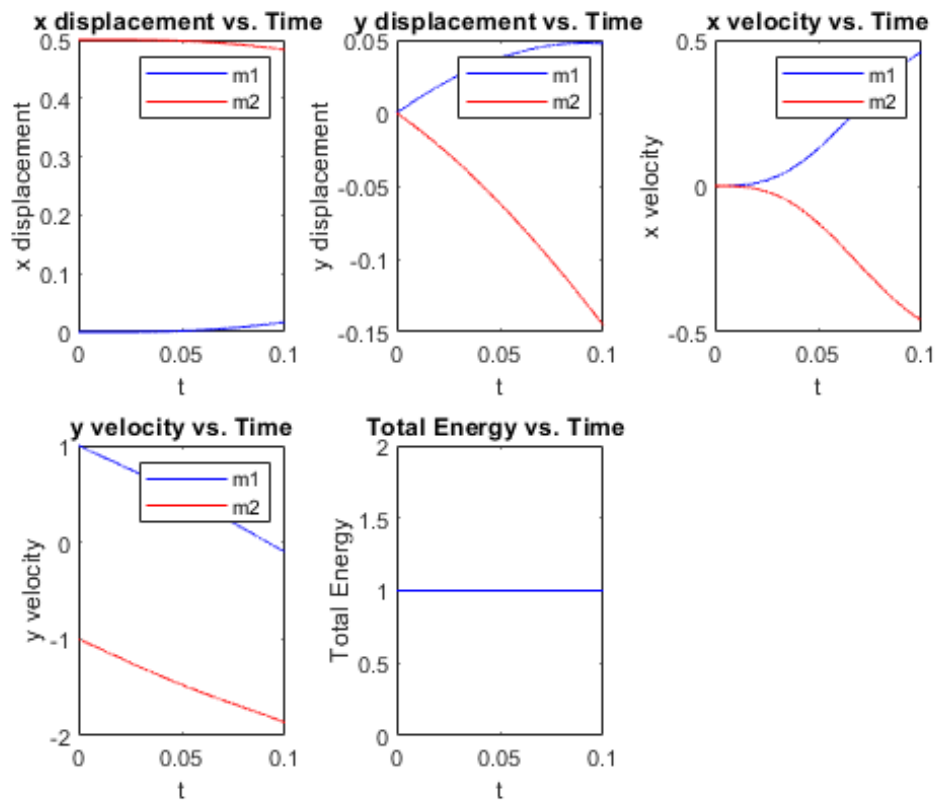 x displacement vs. Time
x displacement
0.5
0.4
0.3
0.2
0.1
0
0
0.05
0.1
t
m1
m2
y displacement vs. Time
y displacement
0.05
0
-0.05
-0.1
-0.15
0
0.05
0.1
t
m1
m2
x velocity vs. Time
x velocity
0.5
0
-0.5
0
0.05
0.1
t
m1
m2
y velocity vs. Time
y velocity
1
0
-1
-2
0
0.05
0.1
t
m1
m2
Total Energy vs. Time
Total Energy
2
1.5
1
0.5
0
0
0.05
0.1
t